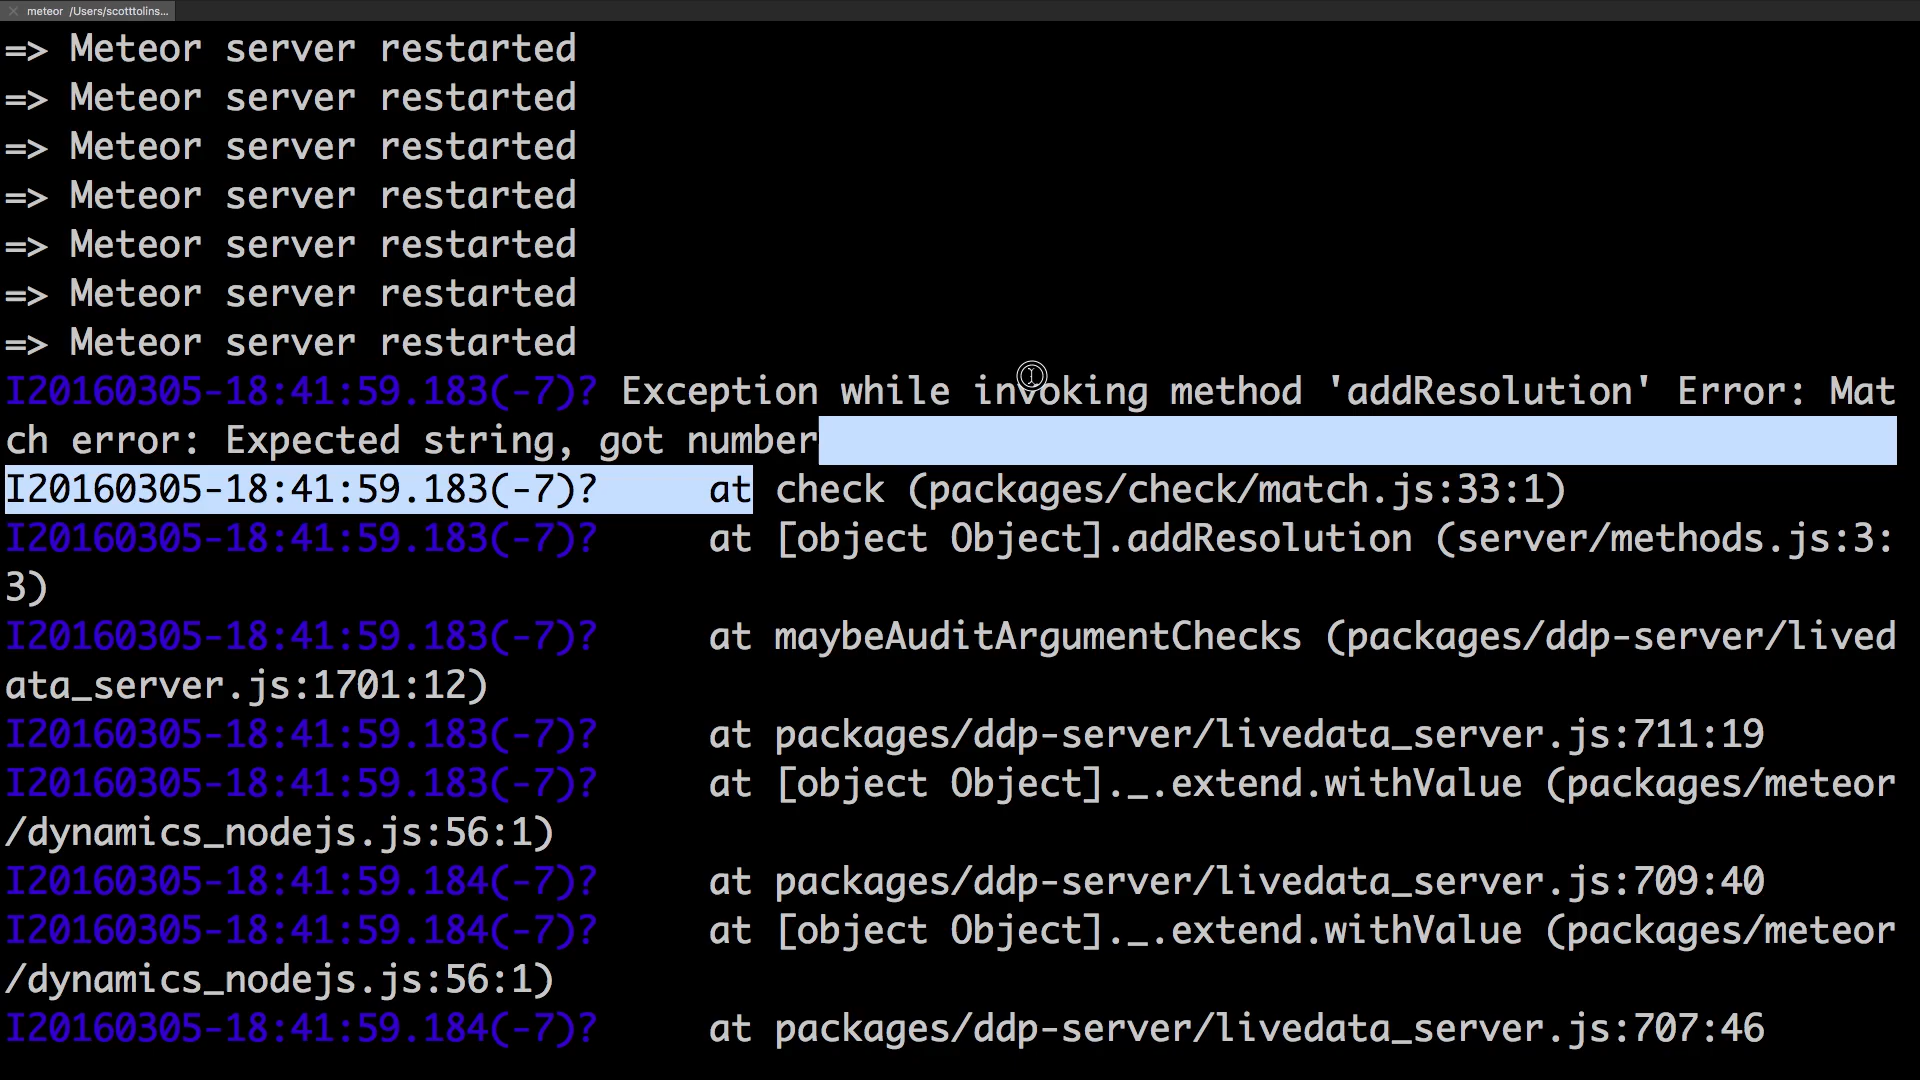 meteor /Users/scotttolins...
=> Meteor server restarted
=> Meteor server restarted
=> Meteor server restarted
=> Meteor server restarted
=> Meteor server restarted
=> Meteor server restarted
=> Meteor server restarted
I20160305-18:41:59.183(-7)? Exception while invoking method 'addResolution' Error: Mat
ch error: Expected string, got number
I20160305-18:41:59.183(-7)?     at check (packages/check/match.js:33:1)
I20160305-18:41:59.183(-7)?     at [object Object].addResolution (server/methods.js:3:
3)
I20160305-18:41:59.183(-7)?     at maybeAuditArgumentChecks (packages/ddp-server/lived
ata_server.js:1701:12)
I20160305-18:41:59.183(-7)?     at packages/ddp-server/livedata_server.js:711:19
I20160305-18:41:59.183(-7)?     at [object Object]._.extend.withValue (packages/meteor
/dynamics_nodejs.js:56:1)
I20160305-18:41:59.184(-7)?     at packages/ddp-server/livedata_server.js:709:40
I20160305-18:41:59.184(-7)?     at [object Object]._.extend.withValue (packages/meteor
/dynamics_nodejs.js:56:1)
I20160305-18:41:59.184(-7)?     at packages/ddp-server/livedata_server.js:707:46